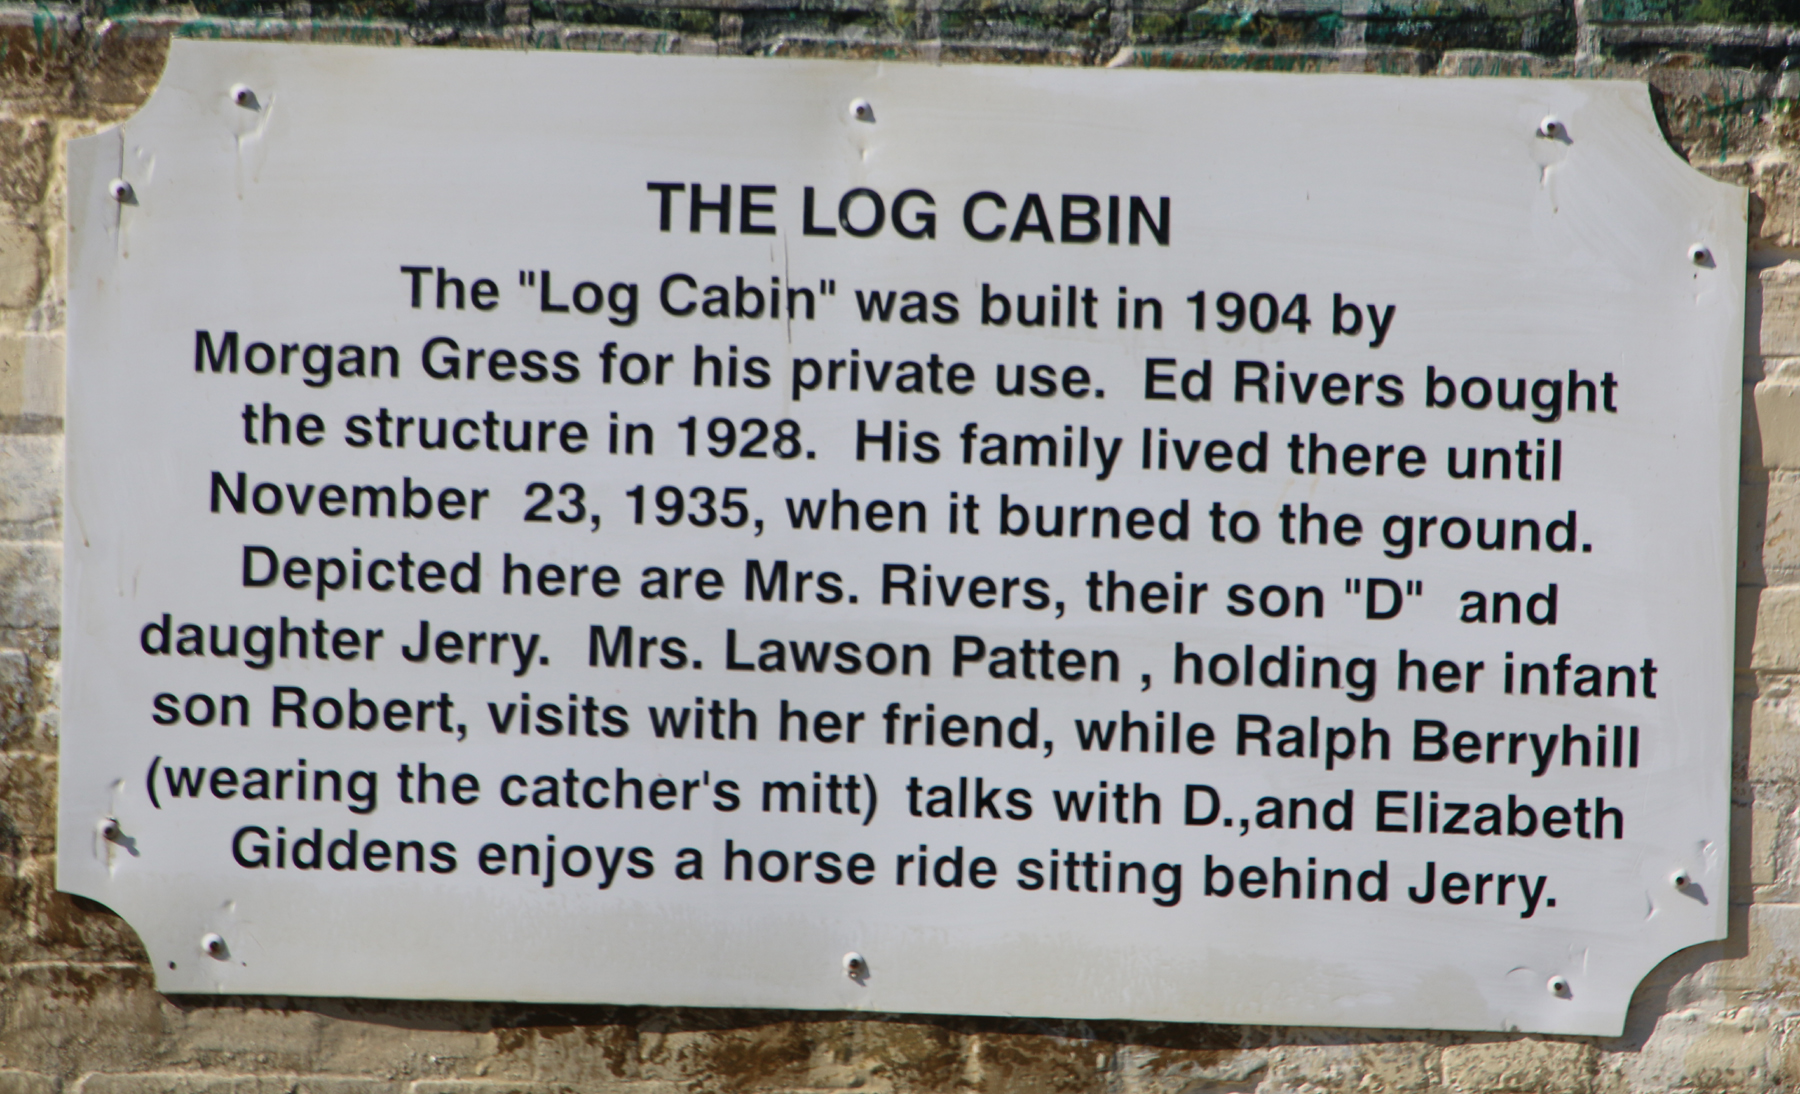 THE LOG CABIN
The "Log Cabin" was built in 1904 by
Morgan Gress for his private use.  Ed Rivers bought
the structure in 1928.  His family lived there until
November  23, 1935, when it burned to the ground.
Depicted here are Mrs. Rivers, their son "D"  and
daughter Jerry.  Mrs. Lawson Patten , holding her infant
son Robert, visits with her friend, while Ralph Berryhill
(wearing the catcher's mitt)  talks with D.,and Elizabeth
Giddens enjoys a horse ride sitting behind Jerry.